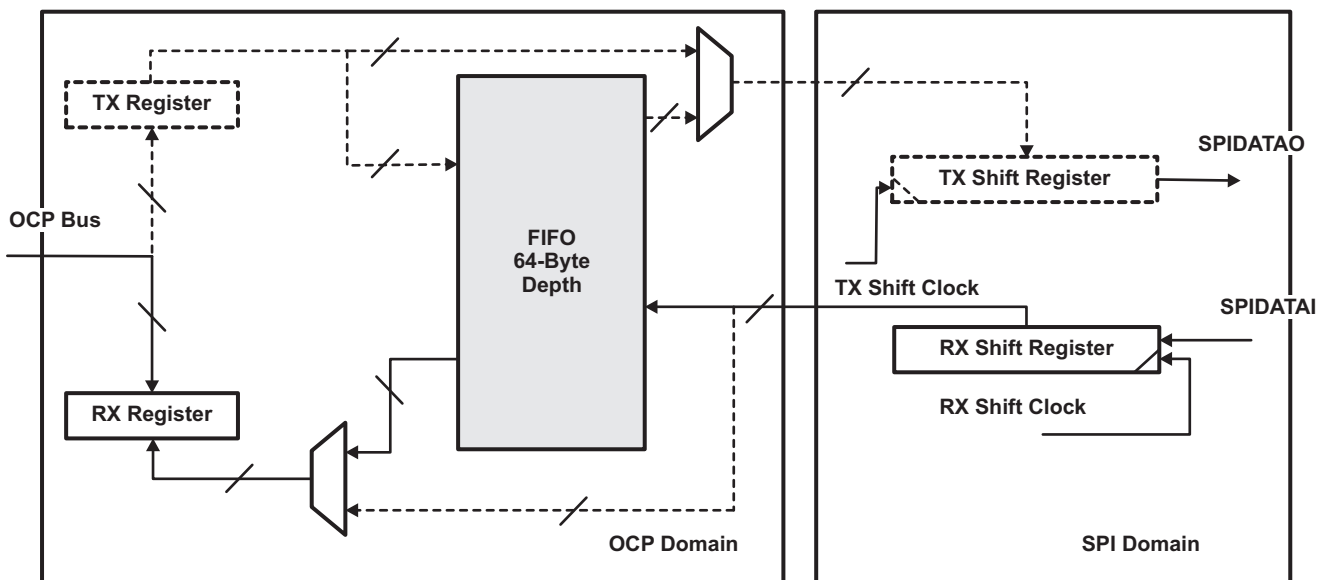 TX Register
SPIDATAO
TX Shift Register
OCP Bus
FIFO
64-Byte
Depth
TX Shift Clock
SPIDATAI
RX Shift Register
RX Register
RX Shift Clock
OCP Domain
SPI Domain